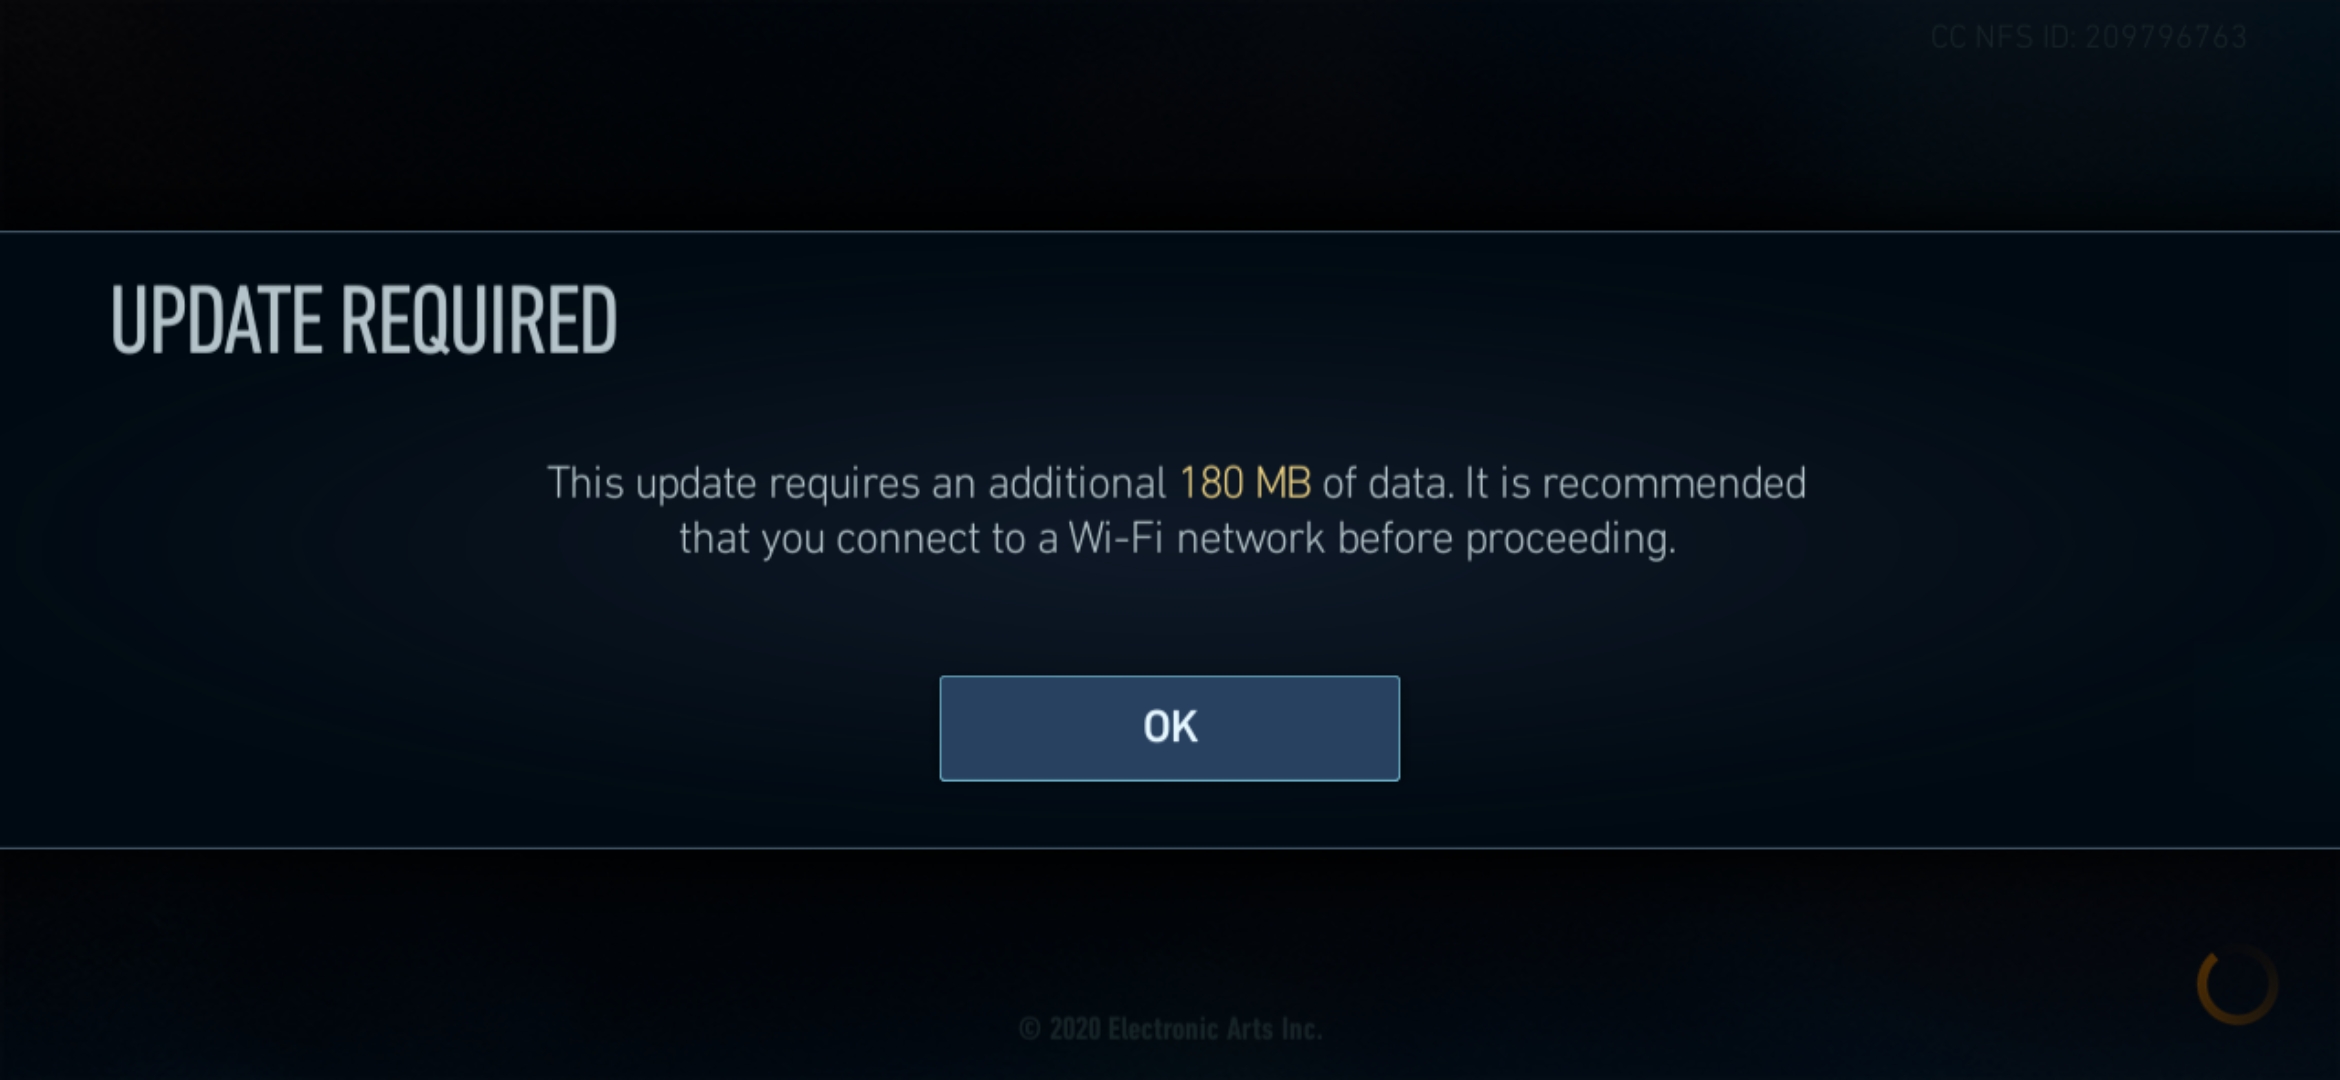 CC NFS ID: 209796763
UPDATE REQUIRED
This update requires an additional 180 MB of data. It is recommended
that you connect to a Wi-Fi network before proceeding.
OK
© 2020 Electronic Arts Inc.